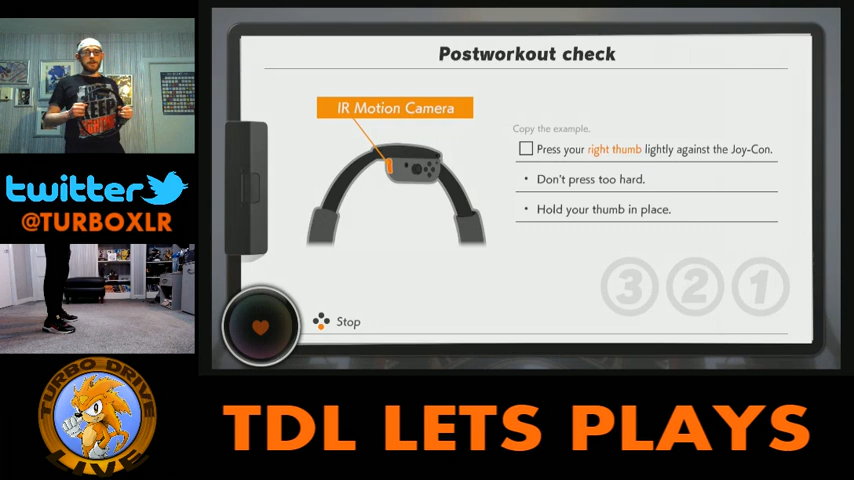 Postworkout check
IR Motion Camera
Copy the example.
Press your right thumb lightly against the Joy-Con.
• Don't press too hard.
• Hold your thumb in place.
3 2 1
Stop
twitter
@TURBOXLR
TURBO DRIVE
LIVE
TDL LETS PLAYS